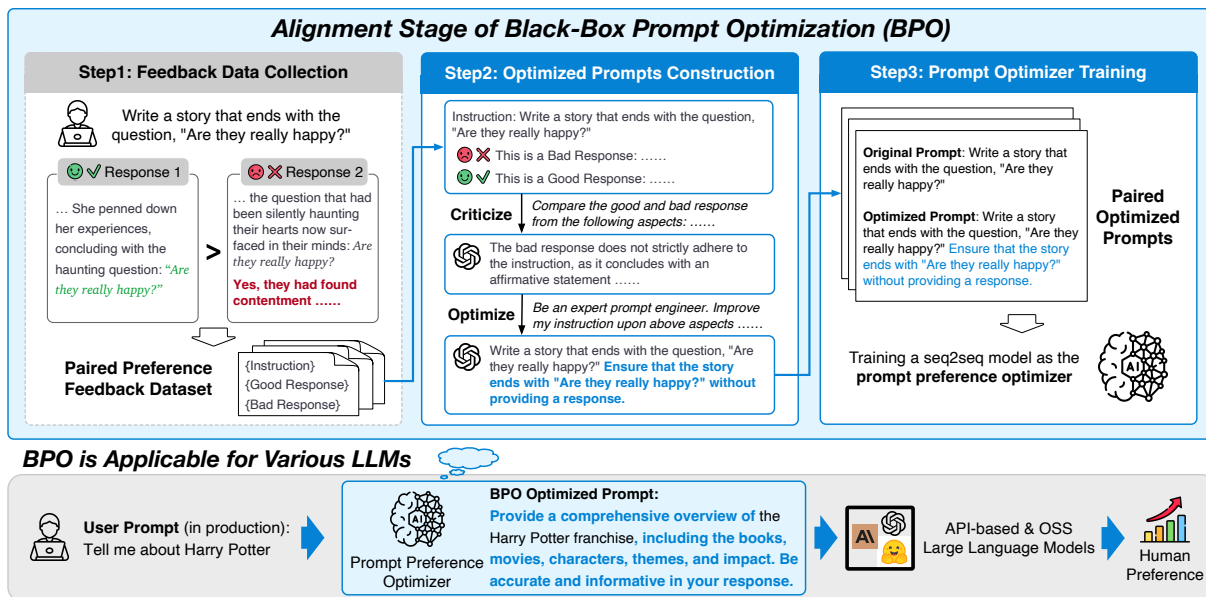 Alignment Stage of Black-Box Prompt Optimization (BPO)
Step1: Feedback Data Collection
Write a story that ends with the
question, "Are they really happy?"
Response 1
… She penned down
her experiences,
concluding with the
haunting question: “Are
they really happy?”
>
Response 2
… the question that had
been silently haunting
their hearts now sur-
faced in their minds: Are
they really happy?
Yes, they had found
contentment ……
Paired Preference
Feedback Dataset
{Instruction}
{Good Response}
{Bad Response}
Step2: Optimized Prompts Construction
Instruction: Write a story that ends with the question,
"Are they really happy?"
This is a Bad Response: ……
This is a Good Response: ……
Criticize
Compare the good and bad response
from the following aspects: ……
The bad response does not strictly adhere to
the instruction, as it concludes with an
affirmative statement ……
Optimize
Be an expert prompt engineer. Improve
my instruction upon above aspects ……
Write a story that ends with the question, "Are
they really happy?" Ensure that the story
ends with "Are they really happy?" without
providing a response.
Step3: Prompt Optimizer Training
Original Prompt: Write a story that
ends with the question, "Are they
really happy?"
Optimized Prompt: Write a story
that ends with the question, "Are
they really happy?" Ensure that the story
ends with "Are they really happy?"
without providing a response.
Paired
Optimized
Prompts
Training a seq2seq model as the
prompt preference optimizer
AI
BPO is Applicable for Various LLMs
User Prompt (in production):
Tell me about Harry Potter
AI
Prompt Preference
Optimizer
BPO Optimized Prompt:
Provide a comprehensive overview of the
Harry Potter franchise, including the books,
movies, characters, themes, and impact. Be
accurate and informative in your response.
A\
API-based & OSS
Large Language Models
Human
Preference